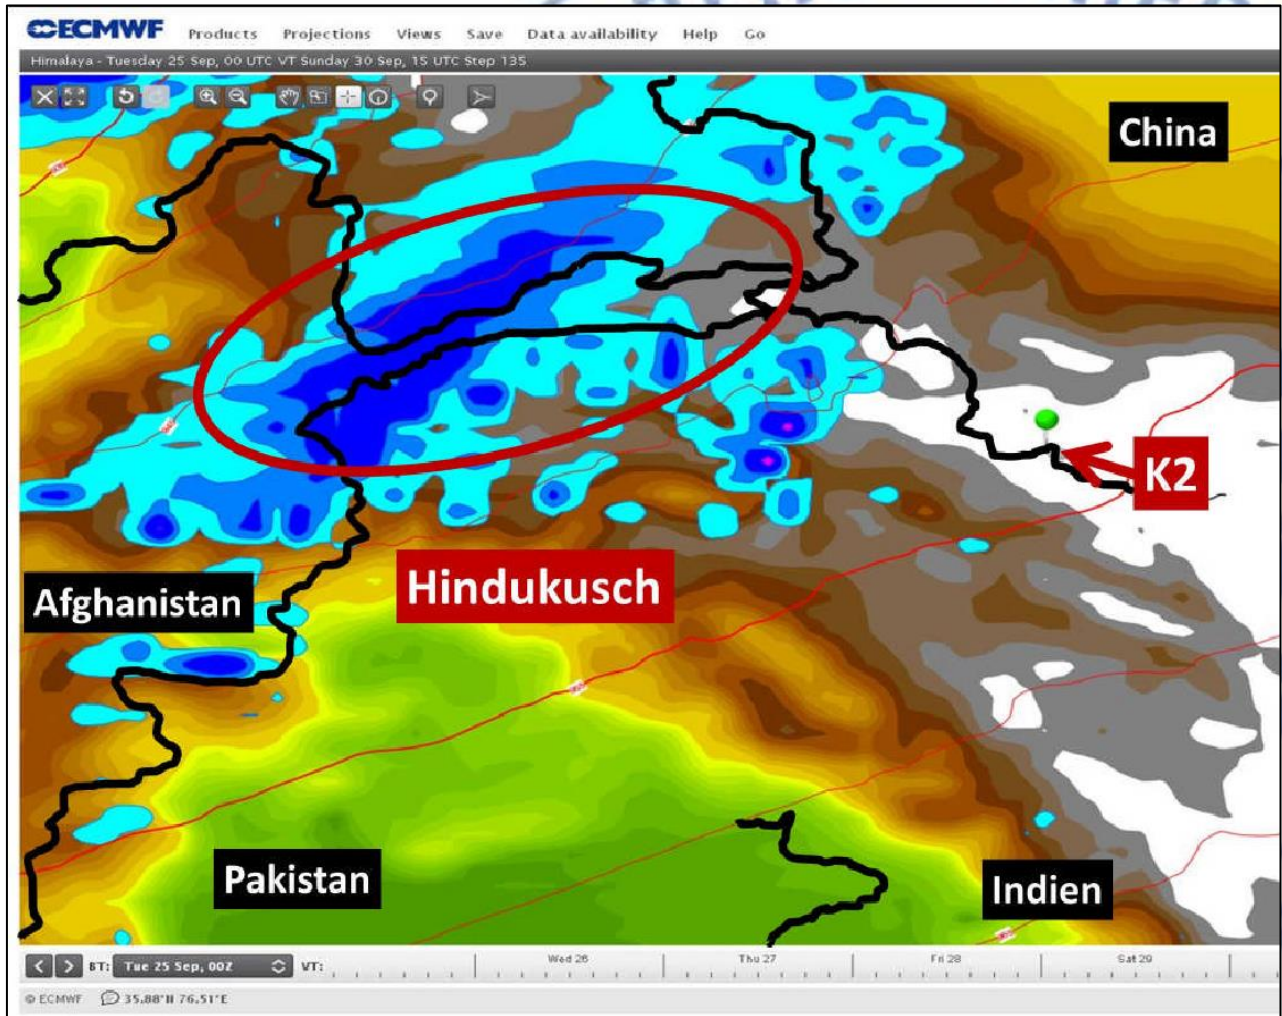 ECMWF Products Projections Views Save Data availability Help Go
Himalaya - Tuesday 25 Sep, 00 UTC VT Sunday 30 Sep, 15 UTC Step 135
China
K2
Hindukusch
Afghanistan
Pakistan
Indien
BT: Tue 25 Sep, 00Z VT: Wed 26 Thu 27 Fri 28 Sat 29
© ECMWF 35.88°N 76.51°E